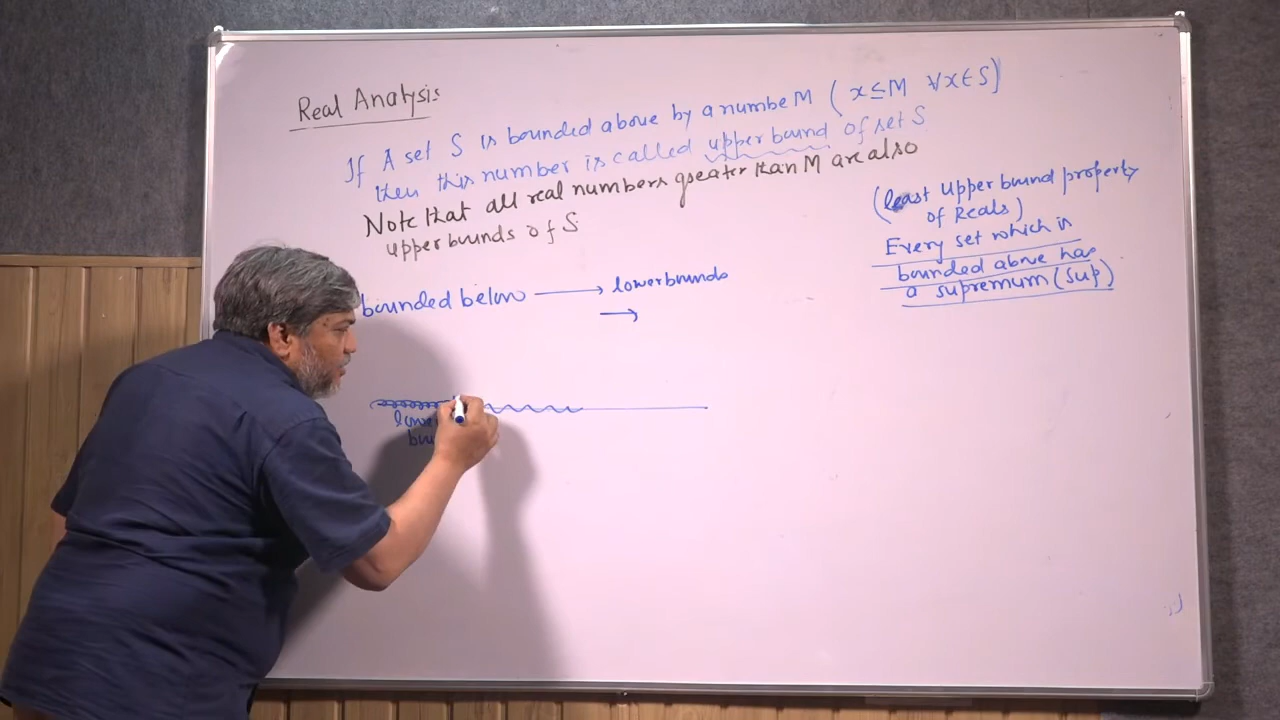 Real Analysis
If A set S is bounded above by a numbe M ( x ≤ M ∀ x ∈ S)
then this number is called upper bound of set S
Note that all real numbers greater than M are also
upper bounds of S
(least upper bound property
of Reals)
Every set which is
bounded above has
a supremum (sup)
bounded below → lowerbounds
→